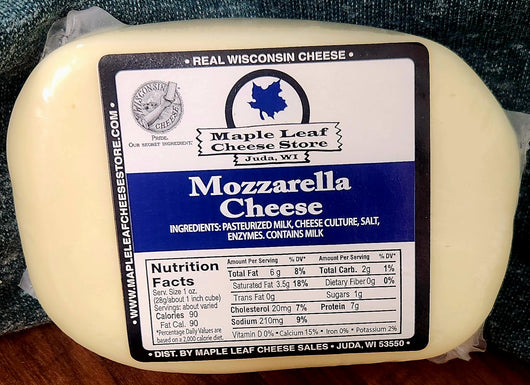 • REAL WISCONSIN CHEESE •
WISCONSIN
CHEESE
PRIDE.
OUR SECRET INGREDIENT.
Maple Leaf
Cheese Store
Juda, WI
• WWW.MAPLELEAFCHEESESTORE.COM •
Mozzarella
Cheese
INGREDIENTS: PASTEURIZED MILK, CHEESE CULTURE, SALT,
ENZYMES. CONTAINS MILK
Nutrition
Facts
Serv. Size 1 oz.
(28g/about 1 inch cube)
Servings: about varied
Calories 90
Fat Cal. 90
*Percentage Daily Values are
based on a 2,000 calorie diet.
Amount Per Serving % DV*
Total Fat 6 g 8%
Saturated Fat 3.5g 18%
Trans Fat 0g
Cholesterol 20mg 7%
Sodium 210mg 9%
Amount Per Serving % DV*
Total Carb. 2g 1%
Dietary Fiber 0g 0%
Sugars 1g
Protein 7g
Vitamin D 0% • Calcium 15% • Iron 0% • Potassium 2%
• DIST. BY MAPLE LEAF CHEESE SALES • JUDA, WI 53550 •